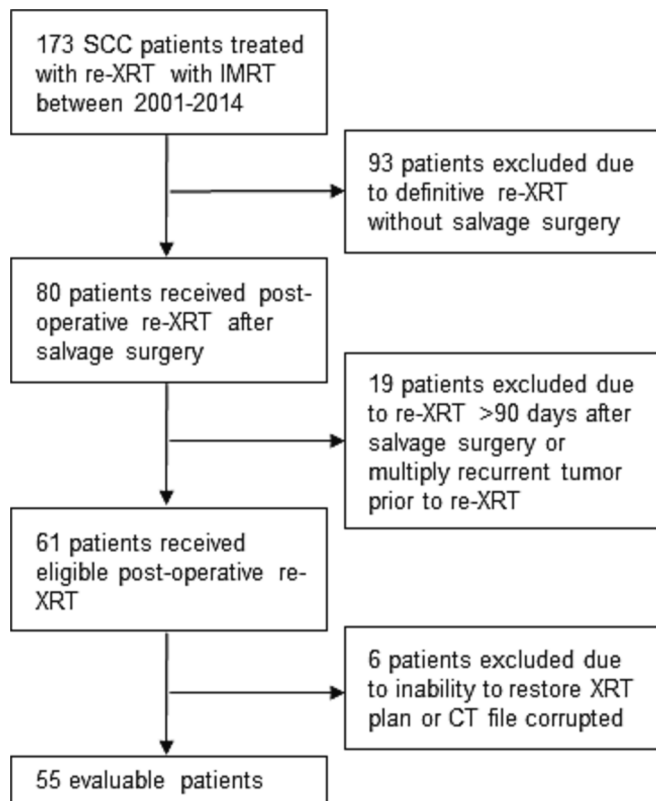 173 SCC patients treated
with re-XRT with IMRT
between 2001-2014
93 patients excluded due
to definitive re-XRT
without salvage surgery
80 patients received post-
operative re-XRT after
salvage surgery
19 patients excluded due
to re-XRT >90 days after
salvage surgery or
multiply recurrent tumor
prior to re-XRT
61 patients received
eligible post-operative re-
XRT
6 patients excluded due
to inability to restore XRT
plan or CT file corrupted
55 evaluable patients